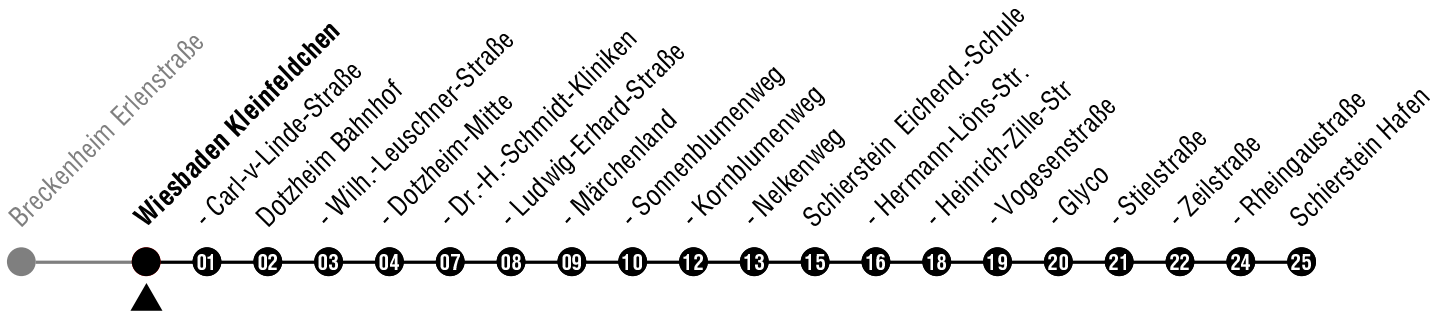 Breckenheim Erlenstraße
Wiesbaden Kleinfeldchen
- Carl-v-Linde-Straße
Dotzheim Bahnhof
- Wilh.-Leuschner-Straße
- Dotzheim-Mitte
- Dr.-H.-Schmidt-Kliniken
- Ludwig-Erhard-Straße
- Märchenland
- Sonnenblumenweg
- Kornblumenweg
- Nelkenweg
Schierstein Eichend.-Schule
- Hermann-Löns-Str.
- Heinrich-Zille-Str
- Vogesenstraße
- Glyco
- Stielstraße
- Zeilstraße
- Rheingaustraße
Schierstein Hafen
01 02 03 04 07 08 09 10 12 13 15 16 18 19 20 21 22 24 25